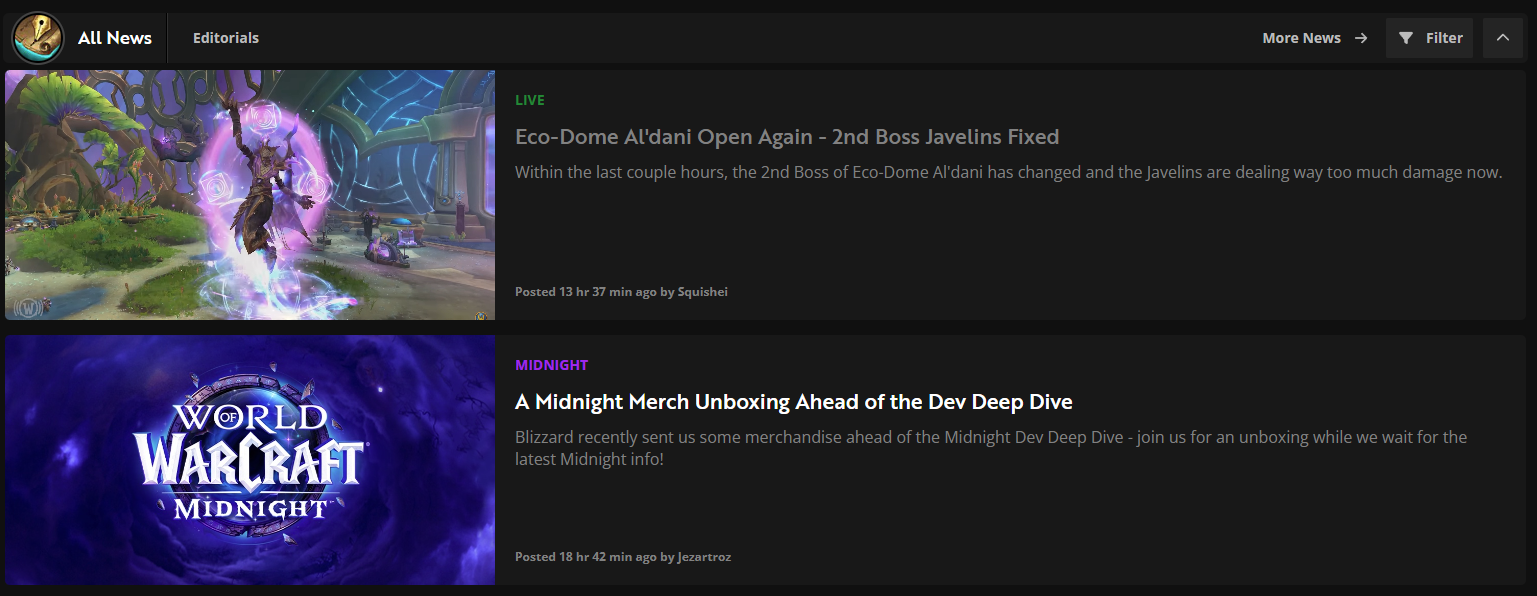 All News
Editorials
More News
Filter
LIVE
Eco-Dome Al'dani Open Again - 2nd Boss Javelins Fixed
Within the last couple hours, the 2nd Boss of Eco-Dome Al'dani has changed and the Javelins are dealing way too much damage now.
Posted 13 hr 37 min ago by Squishei
W
MIDNIGHT
A Midnight Merch Unboxing Ahead of the Dev Deep Dive
Blizzard recently sent us some merchandise ahead of the Midnight Dev Deep Dive - join us for an unboxing while we wait for the
latest Midnight info!
WORLD
OF
WARCRAFT
MIDNIGHT
Posted 18 hr 42 min ago by Jezartroz